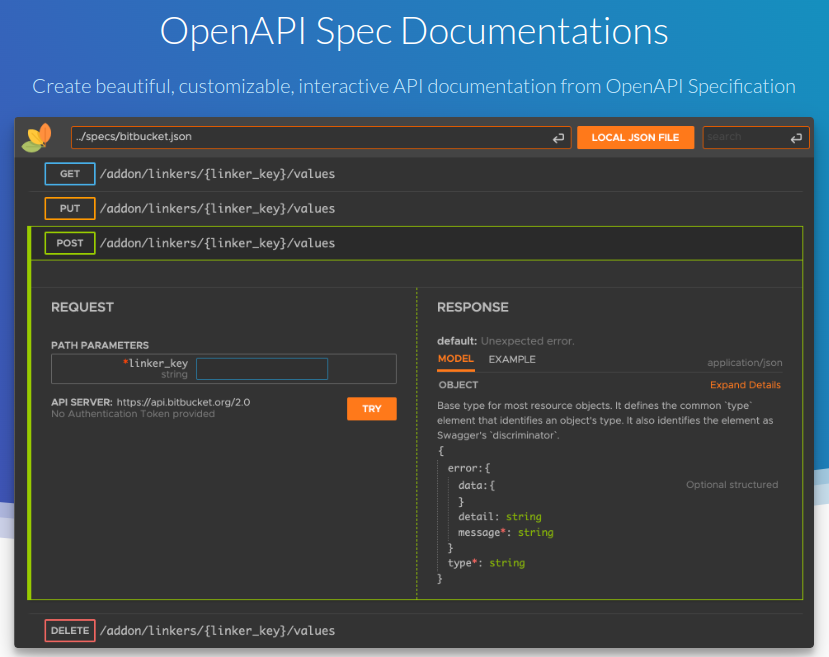 OpenAPI Spec Documentations
Create beautiful, customizable, interactive API documentation from OpenAPI Specification
../specs/bitbucket.json
LOCAL JSON FILE
search
GET /addon/linkers/{linker_key}/values
PUT /addon/linkers/{linker_key}/values
POST /addon/linkers/{linker_key}/values
REQUEST
PATH PARAMETERS
*linker_key
string
API SERVER: https://api.bitbucket.org/2.0
No Authentication Token provided
TRY
RESPONSE
default: Unexpected error.
MODEL EXAMPLE
application/json
OBJECT
Expand Details
Base type for most resource objects. It defines the common `type`
element that identifies an object's type. It also identifies the element as
Swagger's `discriminator`.
{
error:{
data:{ Optional structured
}
detail: string
message*: string
}
type*: string
}
DELETE /addon/linkers/{linker_key}/values